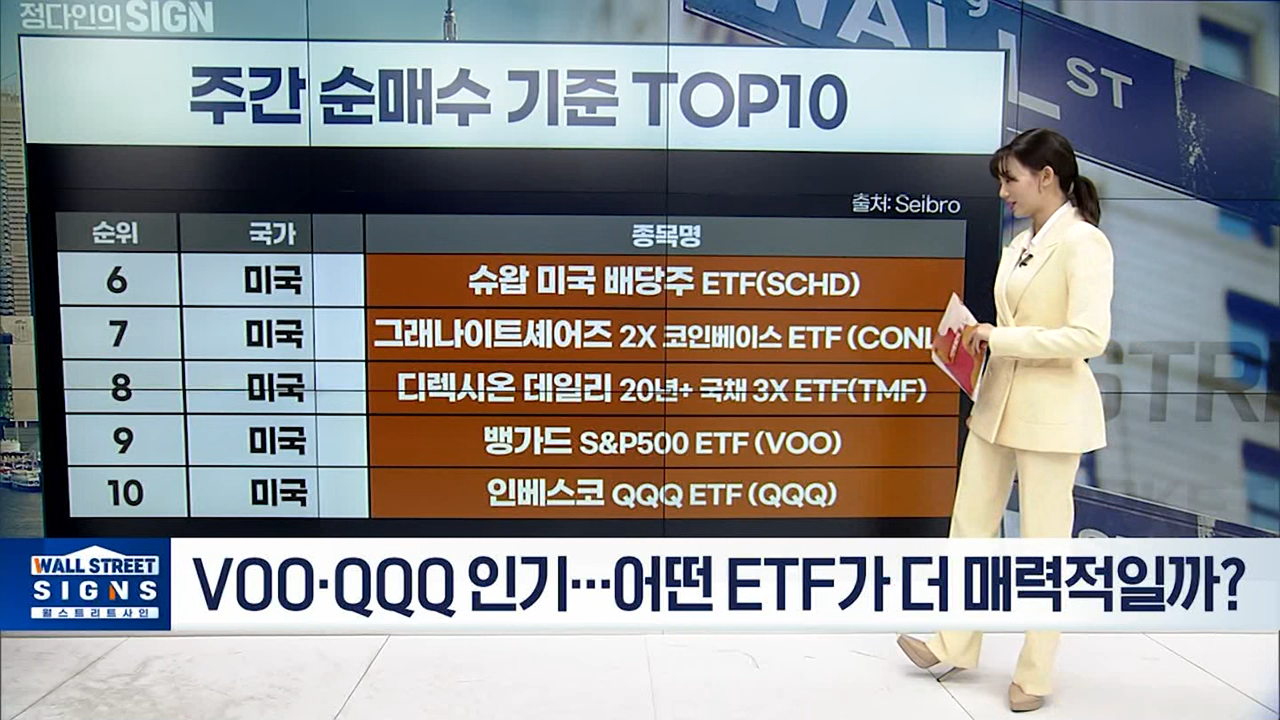 정다인의 SIGN
WALL ST
주간 순매수 기준 TOP10
출처: Seibro
순위 국가 종목명
6 미국 슈왑 미국 배당주 ETF(SCHD)
7 미국 그래나이트셰어즈 2X 코인베이스 ETF (CONL
8 미국 디렉시온 데일리 20년+ 국채 3X ETF(TMF)
9 미국 뱅가드 S&P500 ETF (VOO)
10 미국 인베스코 QQQ ETF (QQQ)
ST
WALL STREET
SIGNS
월스트리트사인
VOO·QQQ 인기…어떤 ETF가 더 매력적일까?